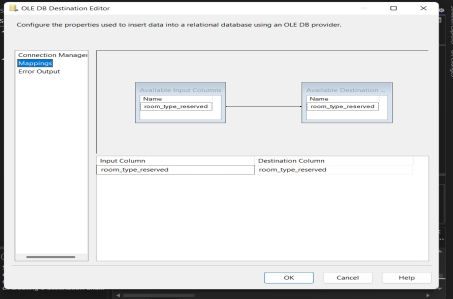 OLE DB Destination Editor
Configure the properties used to insert data into a relational database using an OLE DB provider.
Connection Manager
Mappings
Error Output
Available Input Columns
Name
room_type_reserved
Available Destination ...
Name
room_type_reserved
Input Column
Destination Column
room_type_reserved
room_type_reserved
OK
Cancel
Help